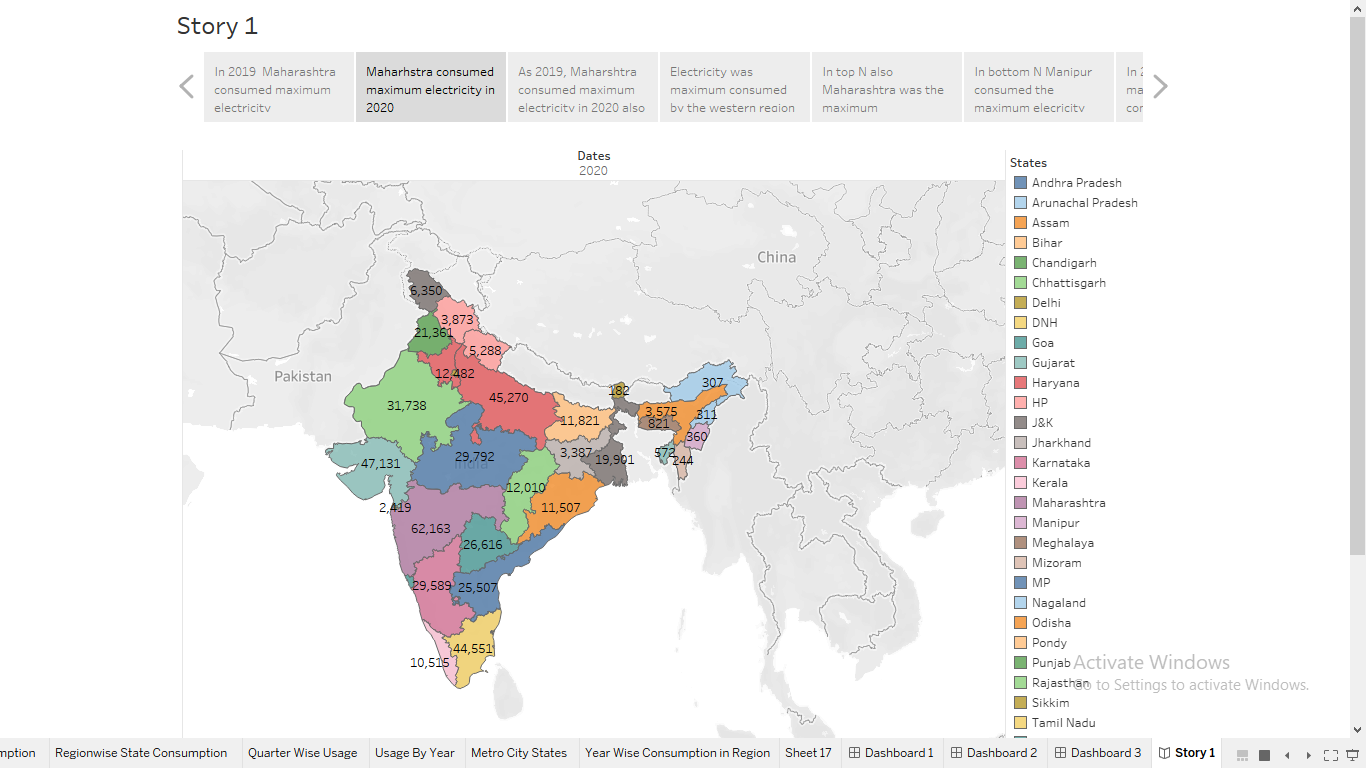 Story 1
In 2019  Maharashtra
consumed maximum
electricity
Maharhstra consumed
maximum electricity in
2020
As 2019, Maharshtra
consumed maximum
electricity in 2020 also
Electricity was
maximum consumed
by the western region
In top N also
Maharashtra was the
maximum
In bottom N Manipur
consumed the
maximum elecricity
In 2
ma
cor
Dates
2020
China
Pakistan
India
6,350
3,873
21,361
5,288
12,482
45,270
31,738
182
307
3,575
311
821
11,821
360
29,792
3,387
572
47,131
19,901
244
12,010
2,419
11,507
62,163
26,616
29,589
25,507
44,551
10,515
States
Andhra Pradesh
Arunachal Pradesh
Assam
Bihar
Chandigarh
Chhattisgarh
Delhi
DNH
Goa
Gujarat
Haryana
HP
J&K
Jharkhand
Karnataka
Kerala
Maharashtra
Manipur
Meghalaya
Mizoram
MP
Nagaland
Odisha
Pondy
Punjab
Rajasthan
Sikkim
Tamil Nadu
Activate Windows
Go to Settings to activate Windows.
mption
Regionwise State Consumption
Quarter Wise Usage
Usage By Year
Metro City States
Year Wise Consumption in Region
Sheet 17
Dashboard 1
Dashboard 2
Dashboard 3
Story 1